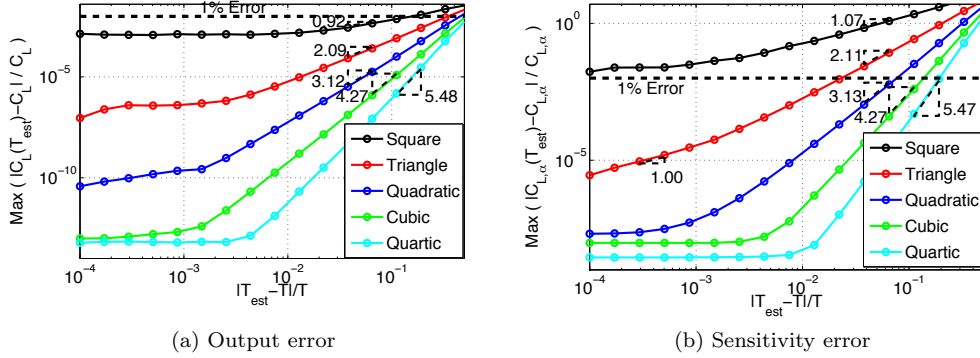 Max ( |C_L(T_est)−C_L| / C_L )
10^−5
10^−10
1% Error
0.92
2.09
3.12
4.27
5.48
Square
Triangle
Quadratic
Cubic
Quartic
10^−4
10^−3
10^−2
10^−1
|T_est−T|/T
(a) Output error
Max ( |C_L,α(T_est)−C_L,α| / C_L,α )
10^0
10^−5
1.07
2.11
1% Error
3.13
4.27
5.47
1.00
Square
Triangle
Quadratic
Cubic
Quartic
10^−4
10^−3
10^−2
10^−1
|T_est−T|/T
(b) Sensitivity error